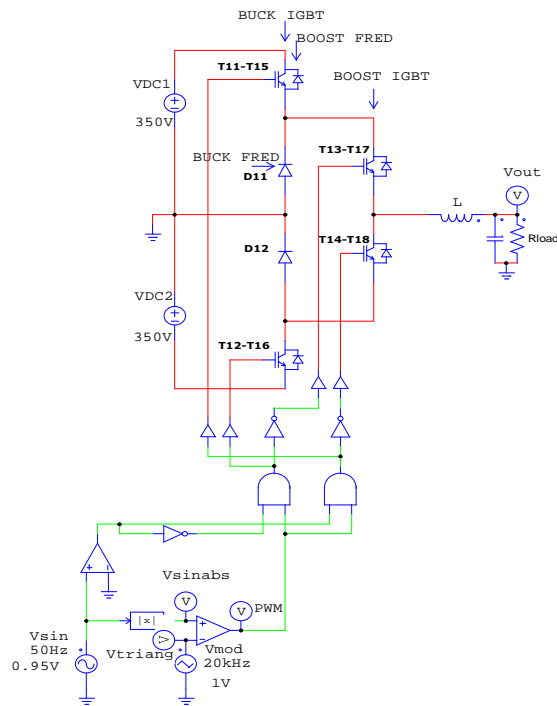 BUCK IGBT
BOOST FRED
T11-T15
BOOST IGBT
VDC1
350V
T13-T17
BUCK FRED
D11
Vout
V
L
D12
T14-T18
Rload
VDC2
350V
T12-T16
Vsinabs
V
V
PWM
|x|
Vsin
50Hz
0.95V
Vtriang
V
Vmod
20kHz
1V